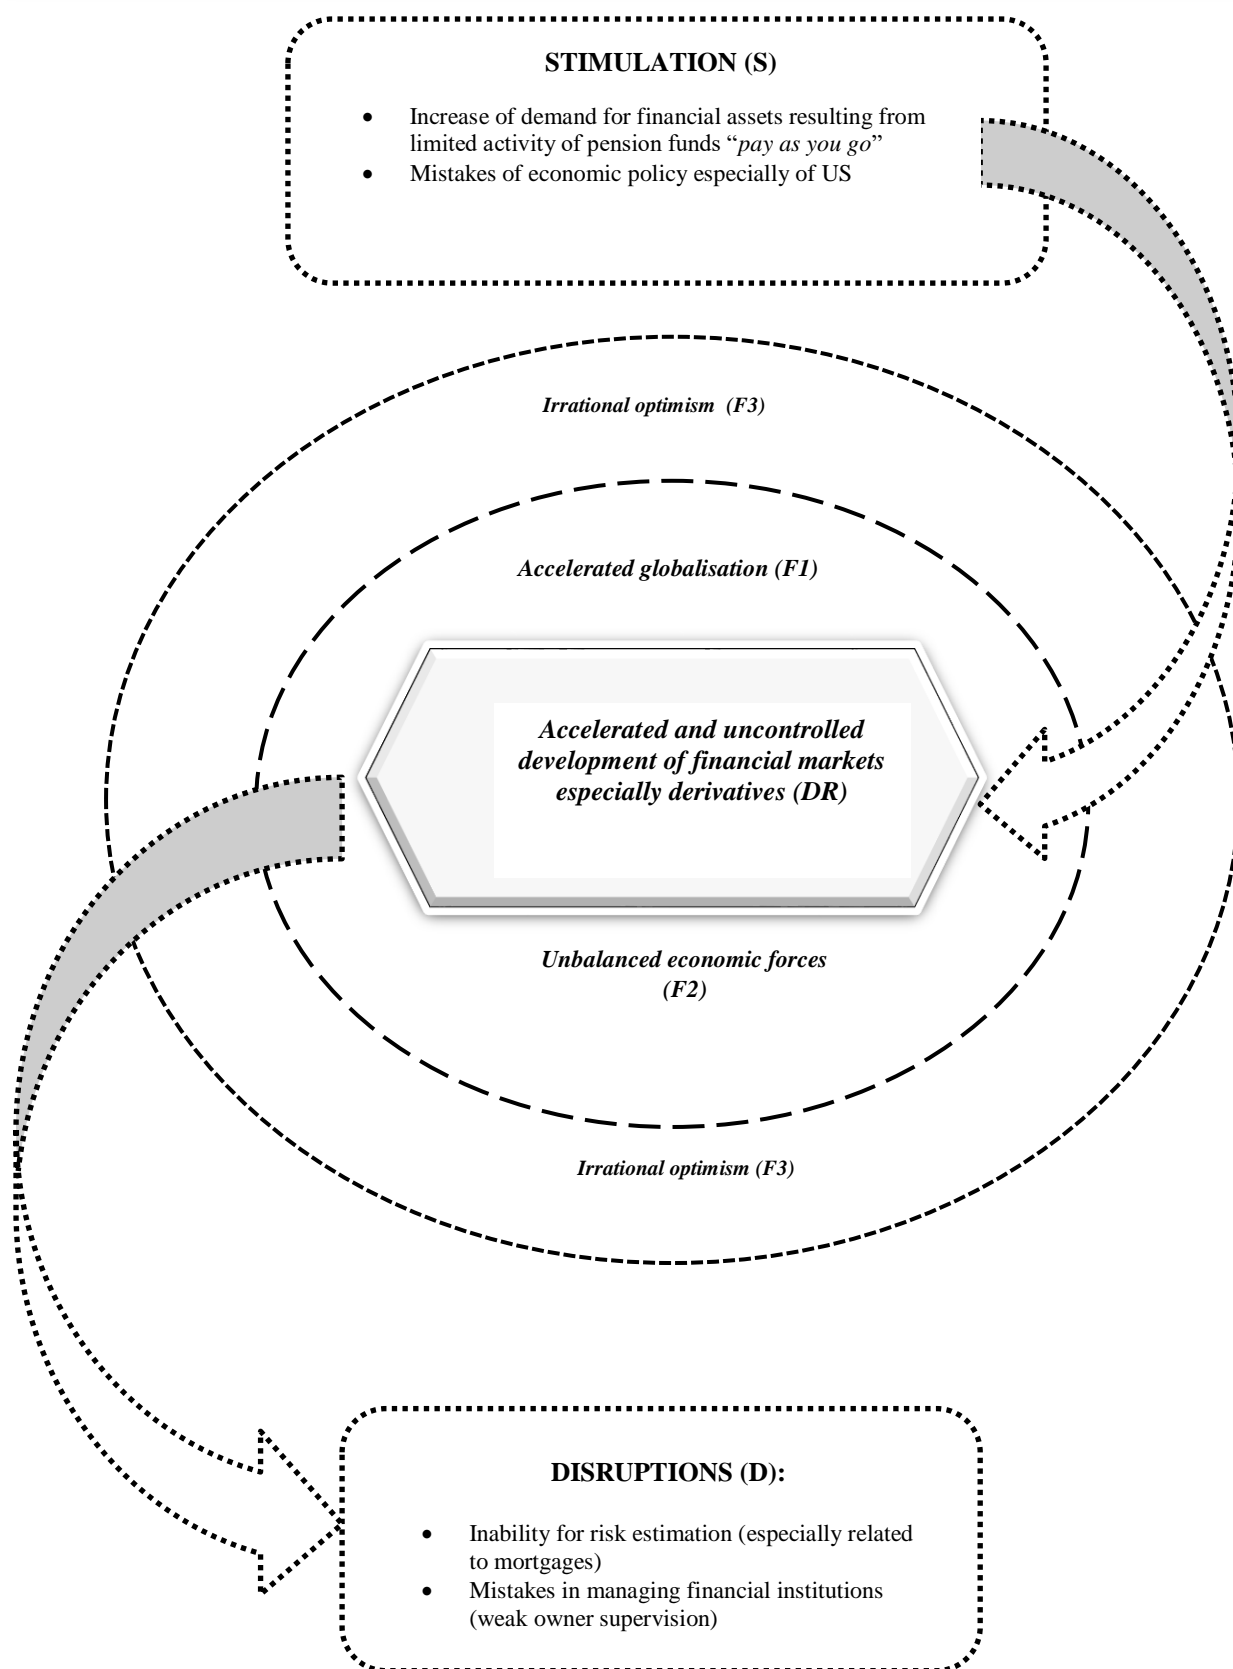 STIMULATION (S)
• Increase of demand for financial assets resulting from
limited activity of pension funds “pay as you go”
• Mistakes of economic policy especially of US
Irrational optimism (F3)
Accelerated globalisation (F1)
Accelerated and uncontrolled
development of financial markets
especially derivatives (DR)
Unbalanced economic forces
(F2)
Irrational optimism (F3)
DISRUPTIONS (D):
• Inability for risk estimation (especially related
to mortgages)
• Mistakes in managing financial institutions
(weak owner supervision)